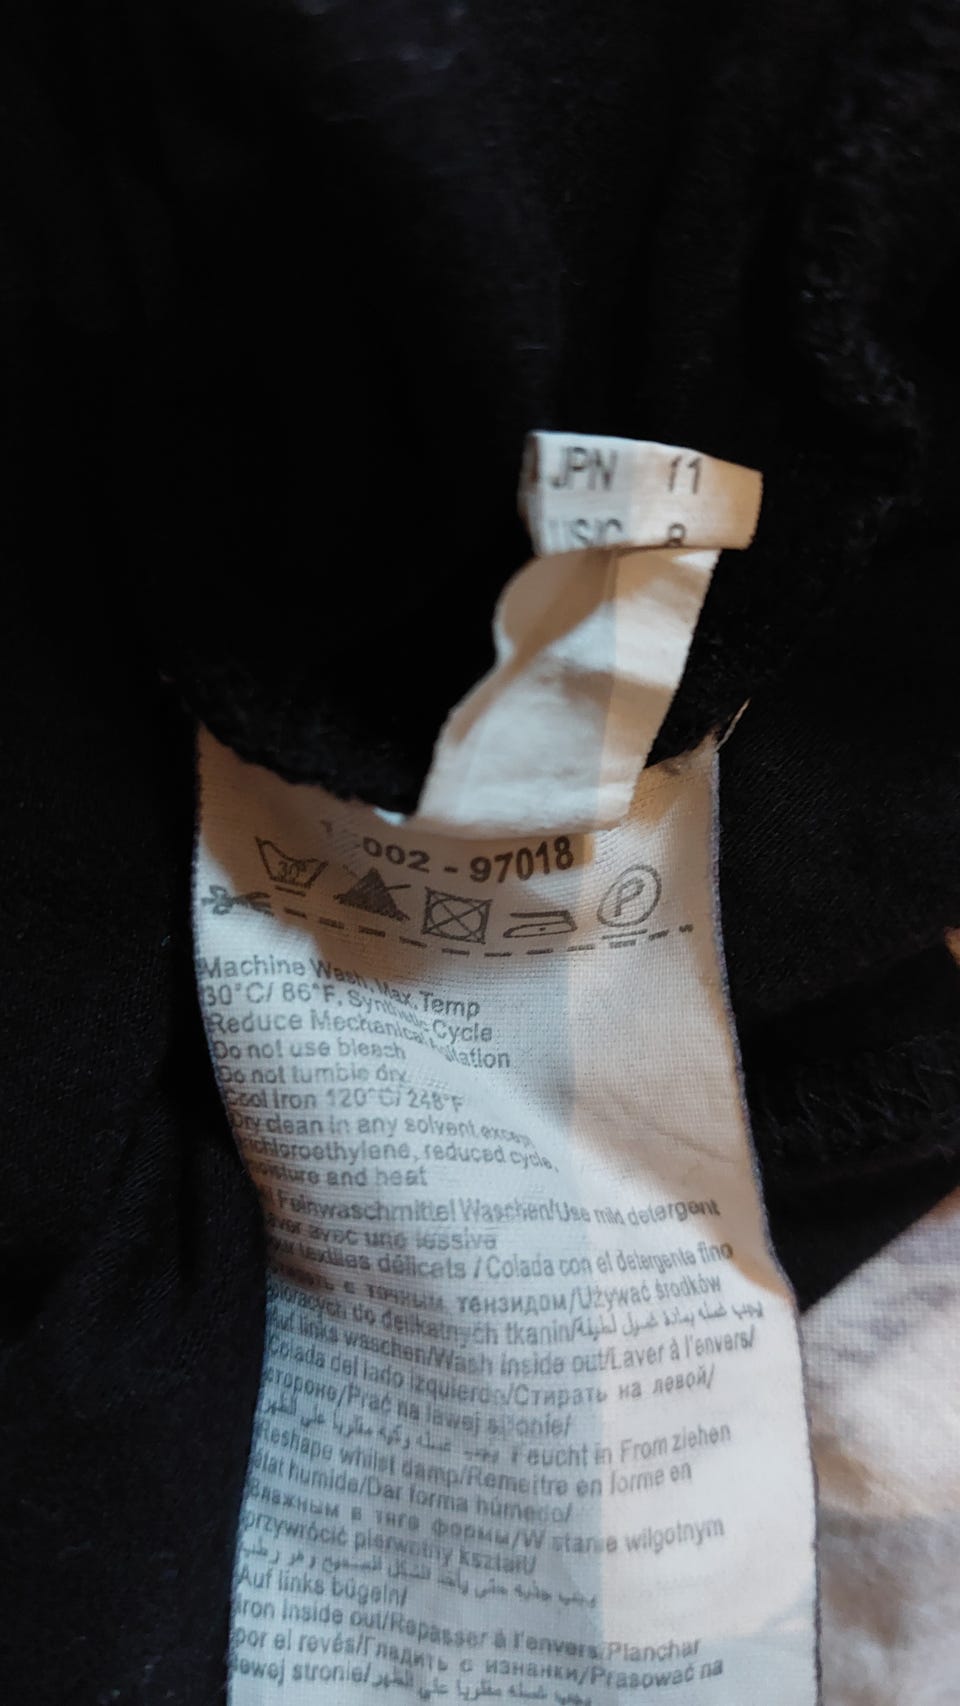 JPN 11
8
002 - 97018
30°
P
Machine Wash, Max. Temp
30°C/ 86°F, Synthetic Cycle
Reduce Mechanical
Do not use bleach
Do not tumble dry
Cool Iron 120°C/ 248°F
Dry clean in any solvent except
reduced cycle,
and heat
Feinwaschmittel Waschen/Use mild detergent
avec une lessive
textiles délicats / Colada con el detergente fino
с точным тензидом/Używać środków
do delikatnych tkanin/
links waschen/Wash inside out/Laver à l'envers/
Colada del lado izquierdo/Стирать на левой/
стороне/Prać na lewej stronie/
Feucht in From ziehen
Reshape whilst damp/Remettre en forme en
humide/Dar forma húmedo/
влажным в тяге формы/W stanie wilgotnym
przywrócić pierwotny kształt/
Auf links bügeln/
Iron inside out/Repasser à l'envers/Planchar
por el revés/Гладить с изнанки/Prasować na
lewej stronie/